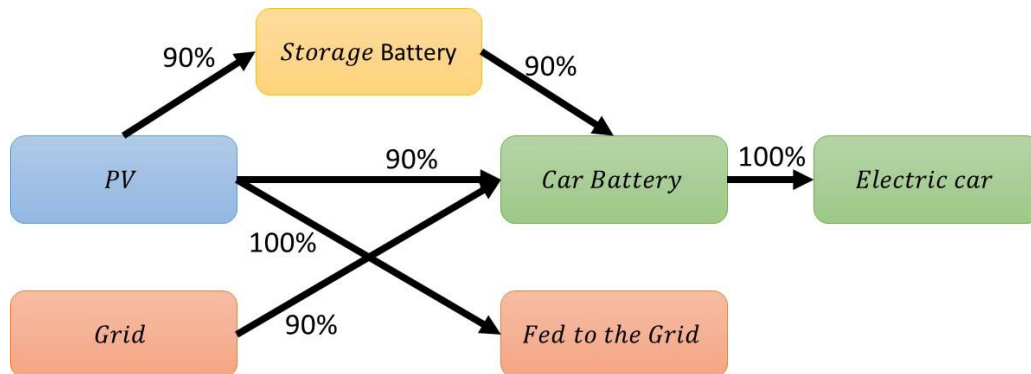 90%
Storage Battery
90%
PV
90%
Car Battery
100%
Electric car
100%
Grid
90%
Fed to the Grid